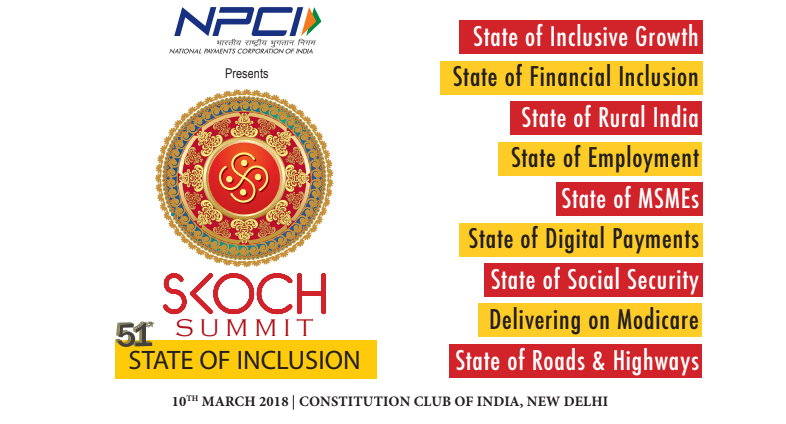 NPCI
भारतीय राष्ट्रीय भुगतान निगम
NATIONAL PAYMENTS CORPORATION OF INDIA
Presents
SKOCH
SUMMIT
51st
STATE OF INCLUSION
State of Inclusive Growth
State of Financial Inclusion
State of Rural India
State of Employment
State of MSMEs
State of Digital Payments
State of Social Security
Delivering on Modicare
State of Roads & Highways
10TH MARCH 2018 | CONSTITUTION CLUB OF INDIA, NEW DELHI